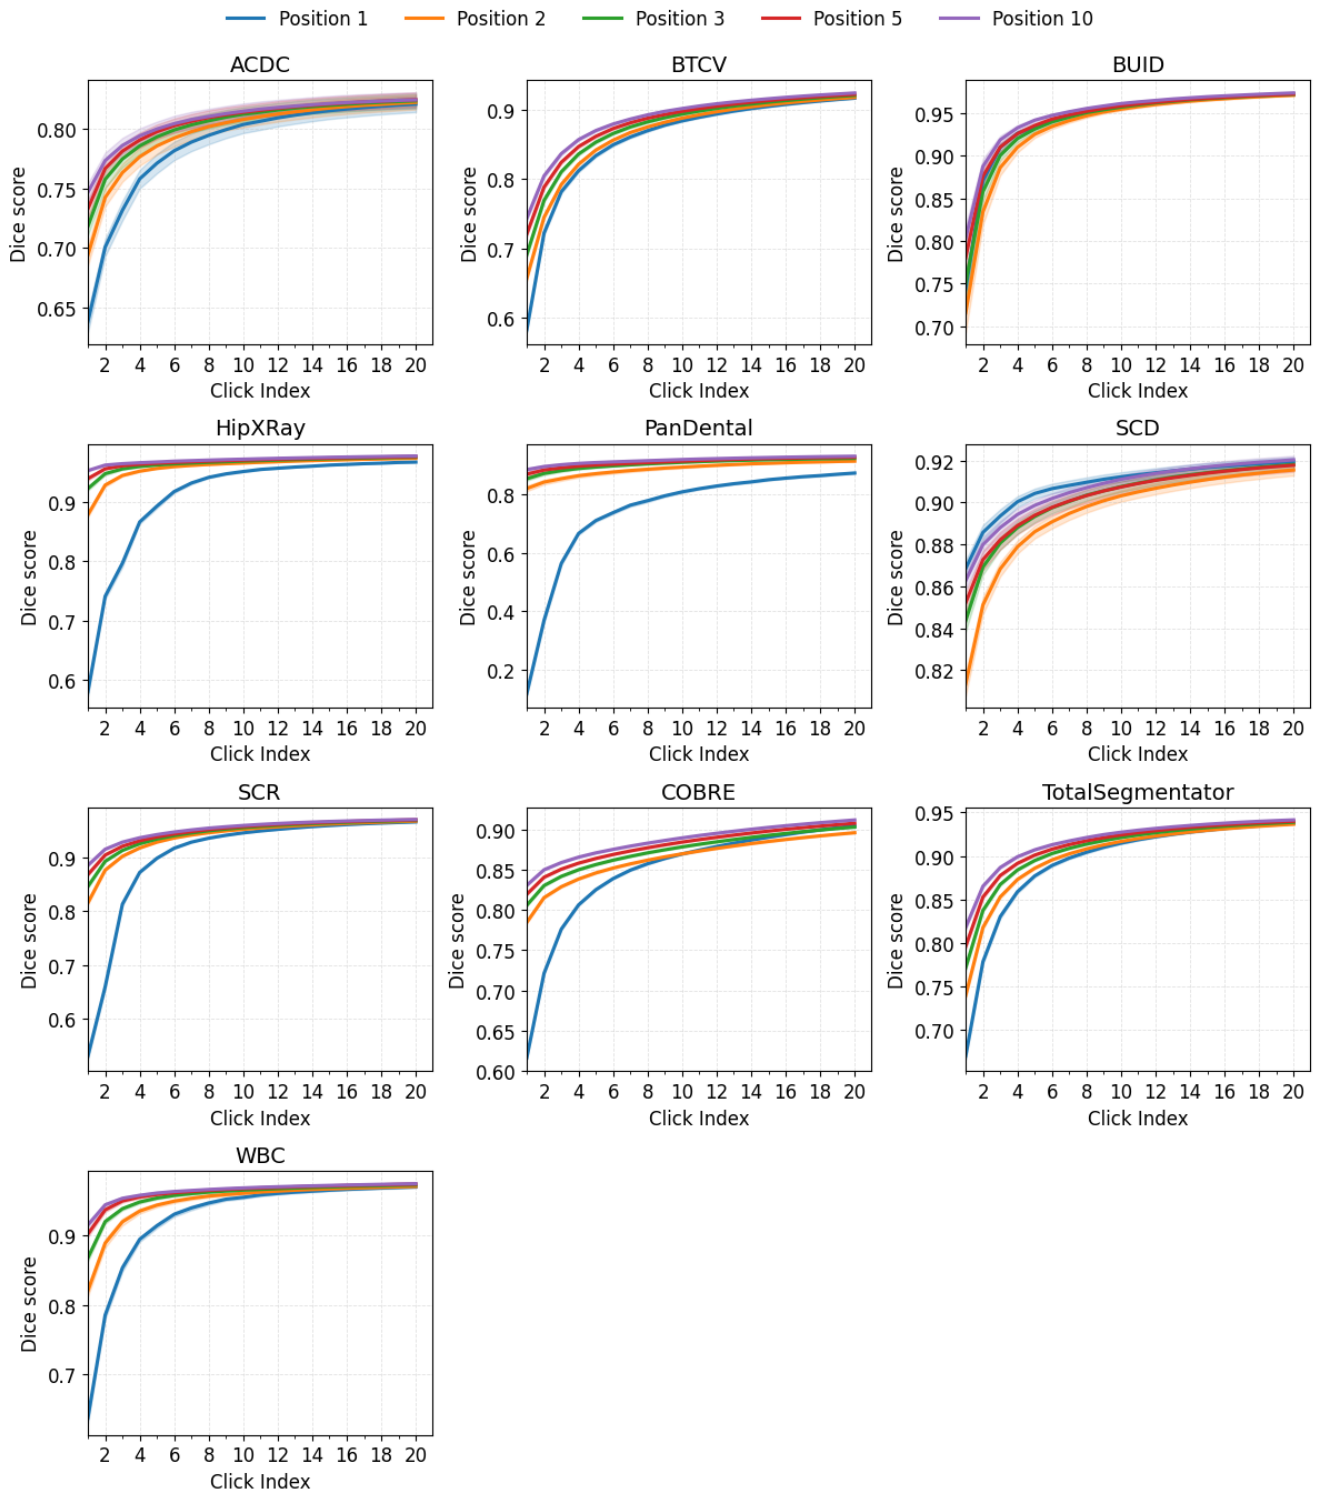 Position 1 Position 2 Position 3 Position 5 Position 10
ACDC BTCV BUID
Dice score
0.80
0.75
0.70
0.65
2 4 6 8 10 12 14 16 18 20
Click Index
Dice score
0.9
0.8
0.7
0.6
2 4 6 8 10 12 14 16 18 20
Click Index
Dice score
0.95
0.90
0.85
0.80
0.75
0.70
2 4 6 8 10 12 14 16 18 20
Click Index
HipXRay PanDental SCD
Dice score
0.9
0.8
0.7
0.6
2 4 6 8 10 12 14 16 18 20
Click Index
Dice score
0.8
0.6
0.4
0.2
2 4 6 8 10 12 14 16 18 20
Click Index
Dice score
0.92
0.90
0.88
0.86
0.84
0.82
2 4 6 8 10 12 14 16 18 20
Click Index
SCR COBRE TotalSegmentator
Dice score
0.9
0.8
0.7
0.6
2 4 6 8 10 12 14 16 18 20
Click Index
Dice score
0.90
0.85
0.80
0.75
0.70
0.65
0.60
2 4 6 8 10 12 14 16 18 20
Click Index
Dice score
0.95
0.90
0.85
0.80
0.75
0.70
2 4 6 8 10 12 14 16 18 20
Click Index
WBC
Dice score
0.9
0.8
0.7
2 4 6 8 10 12 14 16 18 20
Click Index